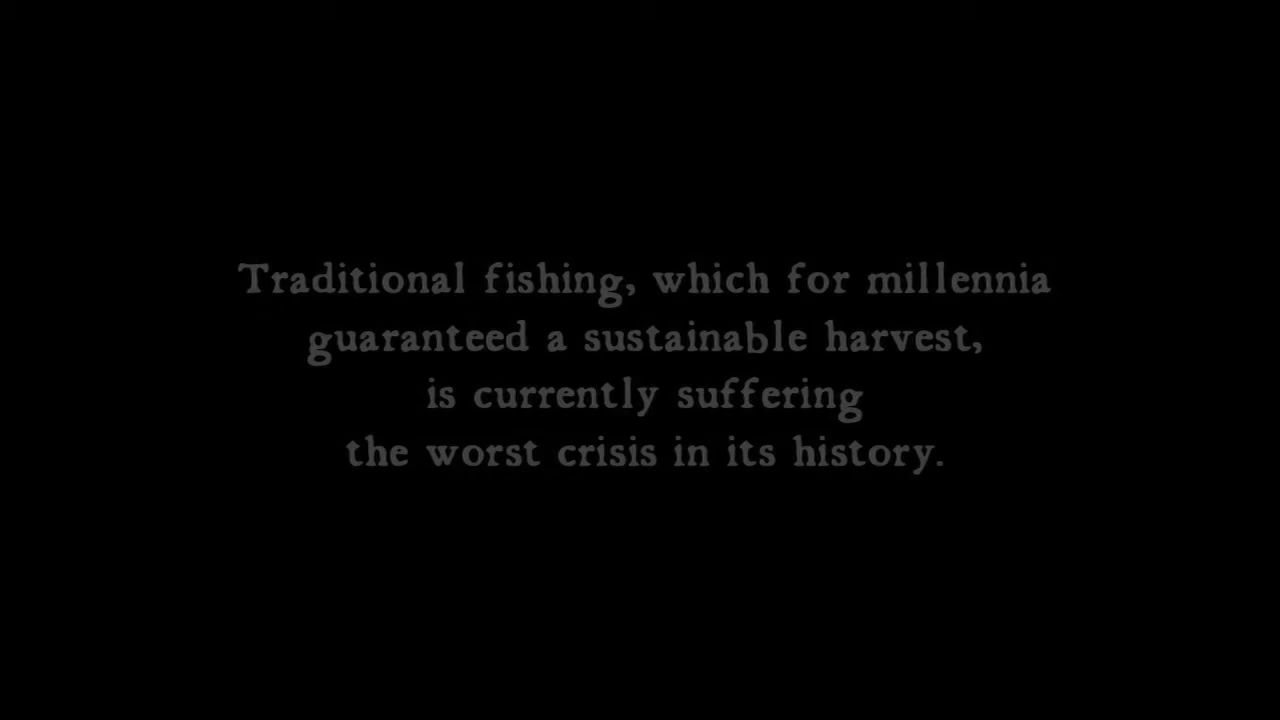 Traditional fishing, which for millennia
guaranteed a sustainable harvest,
is currently suffering
the worst crisis in its history.